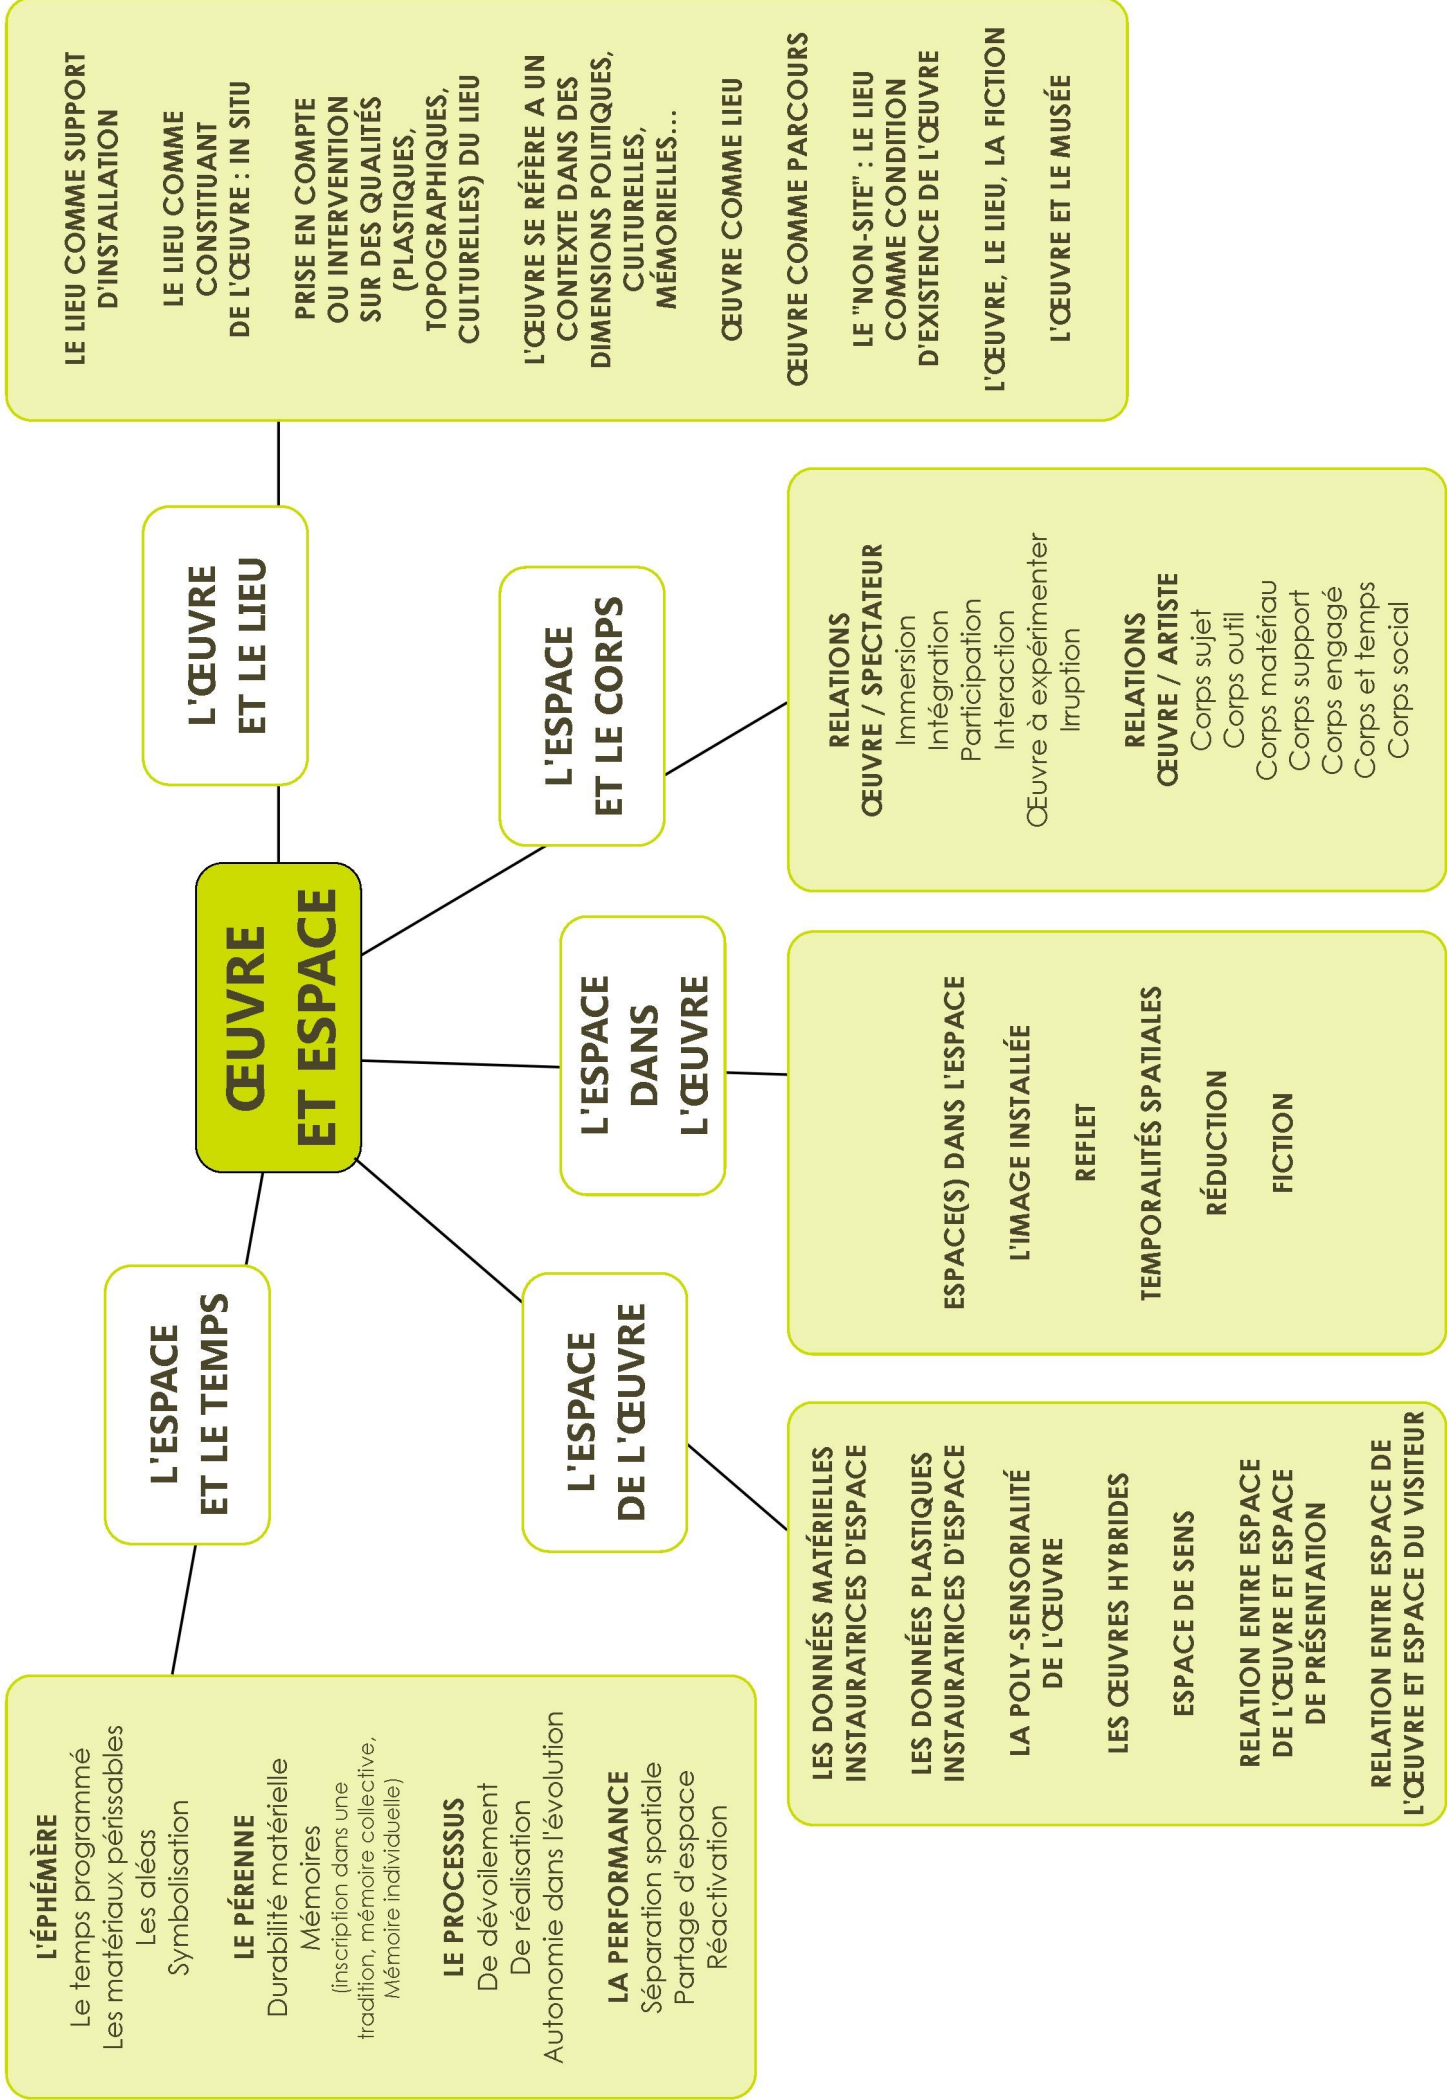 ŒUVRE
ET ESPACE
L'ESPACE
ET LE TEMPS
L'ÉPHÉMÈRE
Le temps programmé
Les matériaux périssables
Les aléas
Symbolisation
LE PÉRENNE
Durabilité matérielle
Mémoires
(inscription dans une
tradition, mémoire collective,
Mémoire individuelle)
LE PROCESSUS
De dévoilement
De réalisation
Autonomie dans l'évolution
LA PERFORMANCE
Séparation spatiale
Partage d'espace
Réactivation
L'ESPACE
DE L'ŒUVRE
LES DONNÉES MATÉRIELLES
INSTAURATRICES D'ESPACE
LES DONNÉES PLASTIQUES
INSTAURATRICES D'ESPACE
LA POLY-SENSORIALITÉ
DE L'ŒUVRE
LES ŒUVRES HYBRIDES
ESPACE DE SENS
RELATION ENTRE ESPACE
DE L'ŒUVRE ET ESPACE
DE PRÉSENTATION
RELATION ENTRE ESPACE DE
L'ŒUVRE ET ESPACE DU VISITEUR
L'ESPACE
DANS
L'ŒUVRE
ESPACE(S) DANS L'ESPACE
L'IMAGE INSTALLÉE
REFLET
TEMPORALITÉS SPATIALES
RÉDUCTION
FICTION
L'ESPACE
ET LE CORPS
RELATIONS
ŒUVRE / SPECTATEUR
Immersion
Intégration
Participation
Interaction
Œuvre à expérimenter
Irruption
RELATIONS
ŒUVRE / ARTISTE
Corps sujet
Corps outil
Corps matériau
Corps support
Corps engagé
Corps et temps
Corps social
L'ŒUVRE
ET LE LIEU
LE LIEU COMME SUPPORT
D'INSTALLATION
LE LIEU COMME
CONSTITUANT
DE L'ŒUVRE : IN SITU
PRISE EN COMPTE
OU INTERVENTION
SUR DES QUALITÉS
(PLASTIQUES,
TOPOGRAPHIQUES,
CULTURELLES) DU LIEU
L'ŒUVRE SE RÉFÈRE A UN
CONTEXTE DANS DES
DIMENSIONS POLITIQUES,
CULTURELLES,
MÉMORIELLES...
ŒUVRE COMME LIEU
ŒUVRE COMME PARCOURS
LE "NON-SITE" : LE LIEU
COMME CONDITION
D'EXISTENCE DE L'ŒUVRE
L'ŒUVRE, LE LIEU, LA FICTION
L'ŒUVRE ET LE MUSÉE